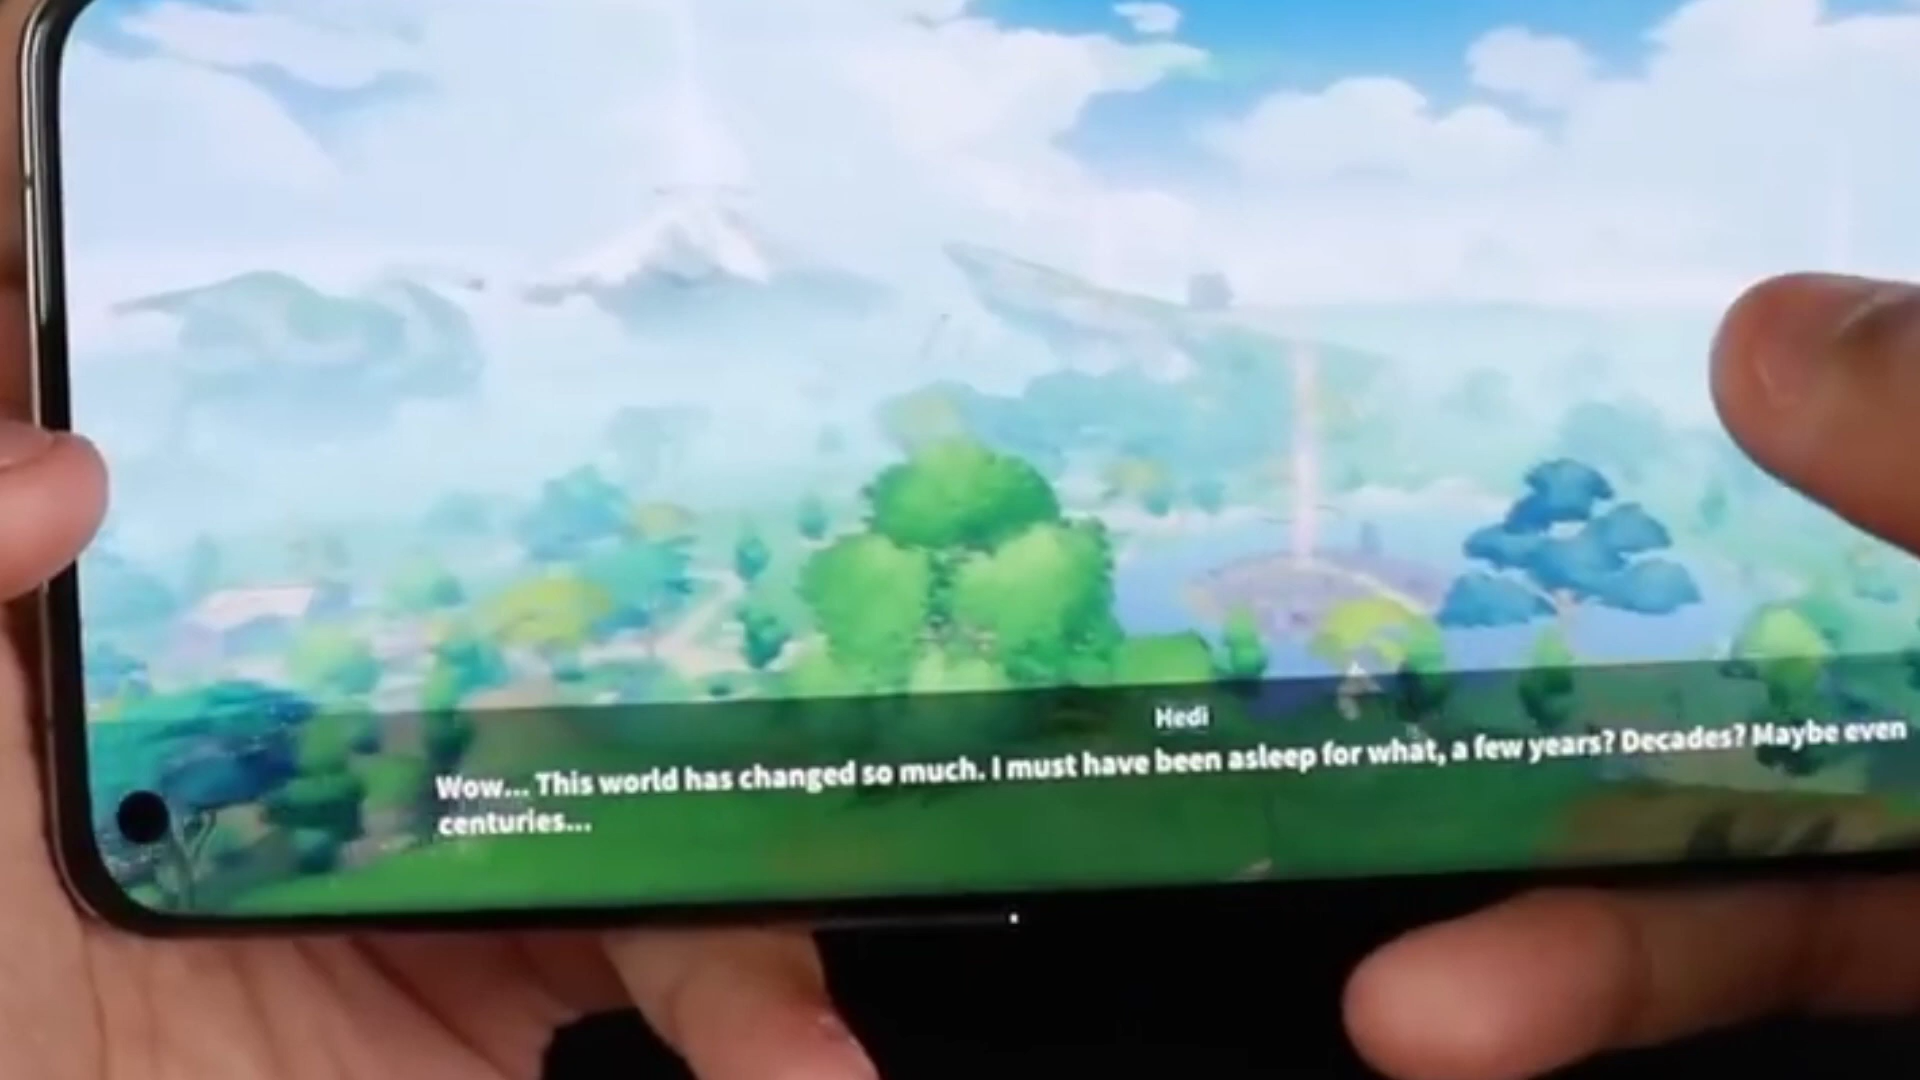 Hedi
Wow... This world has changed so much. I must have been asleep for what, a few years? Decades? Maybe even
centuries...